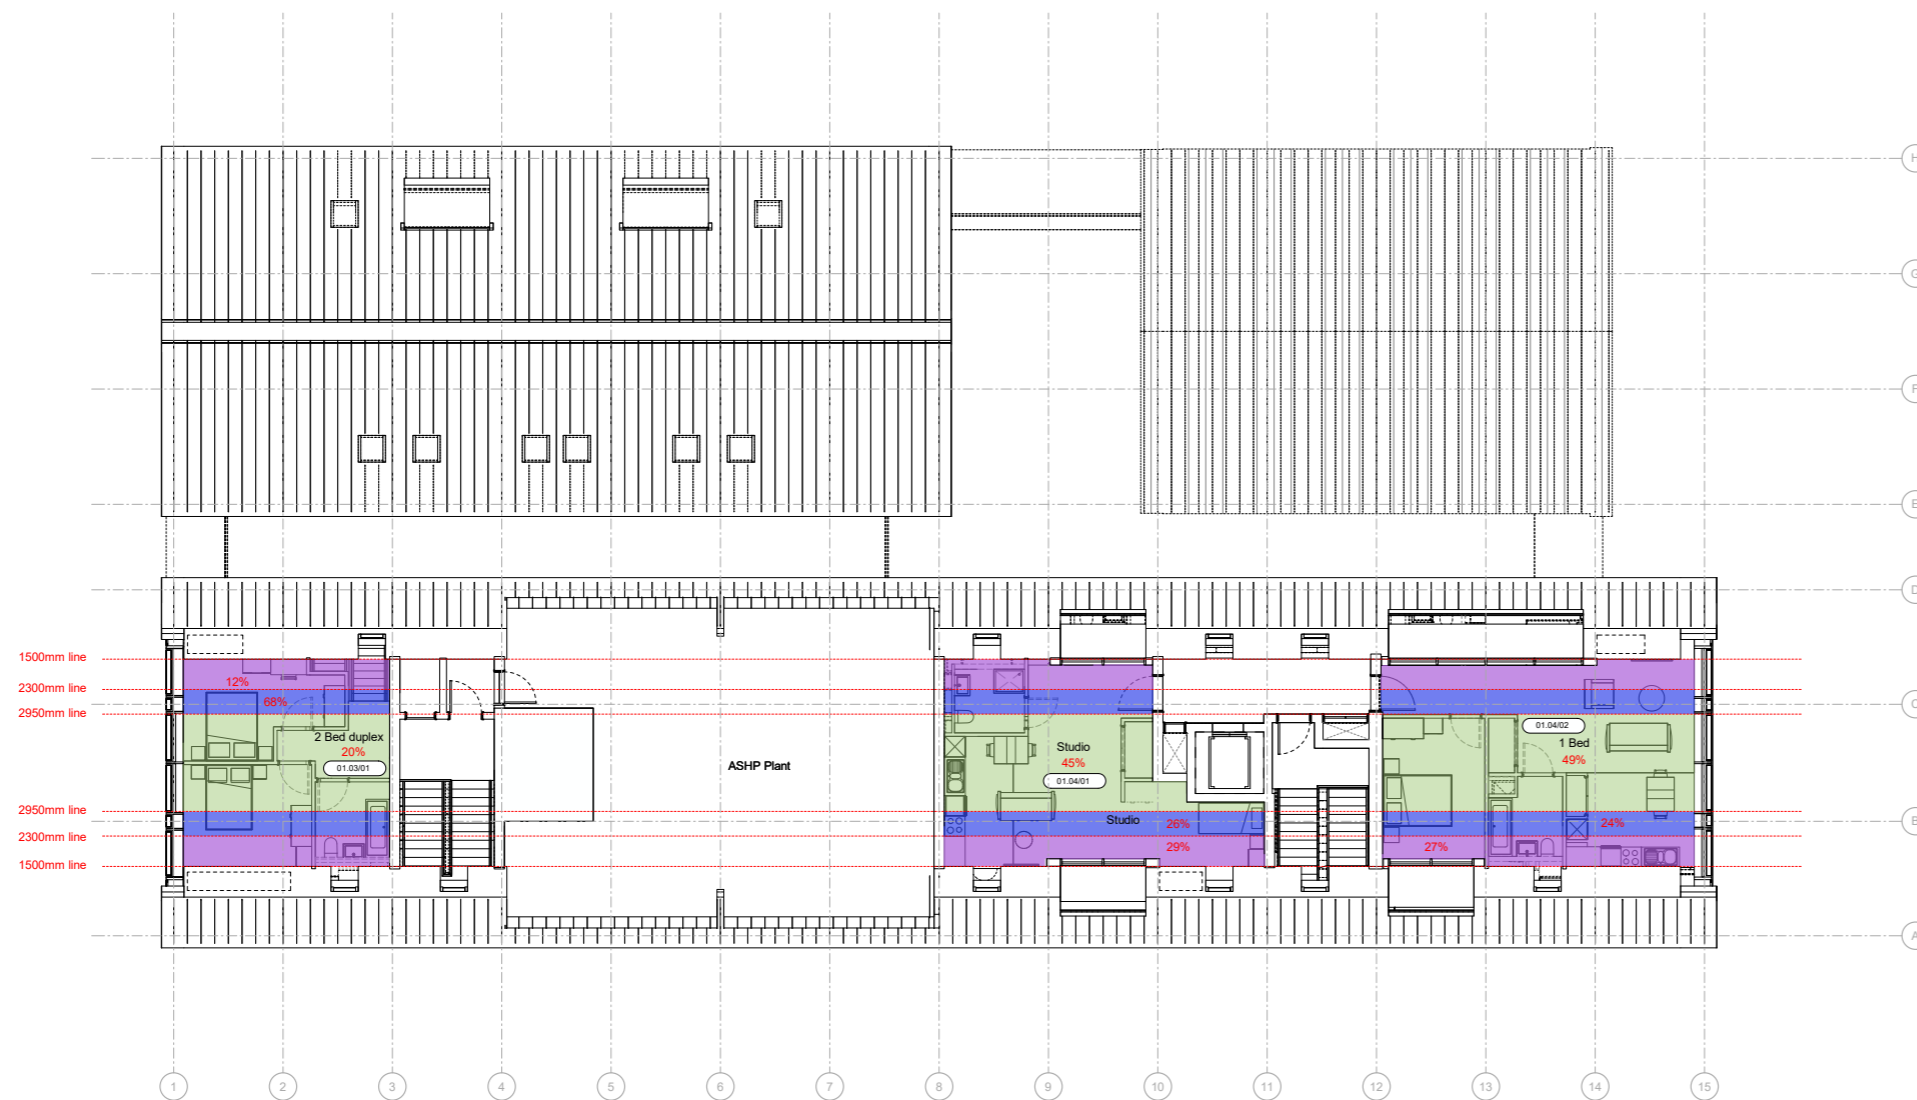 H
G
F
E
D
1500mm line
12%
2300mm line
68%
C
2950mm line
01.04/02
2 Bed duplex
1 Bed
Studio
20%
49%
45%
ASHP Plant
01.03/01
01.04/01
2950mm line
Studio
26%
24%
B
2300mm line
29%
27%
1500mm line
A
1 2 3 4 5 6 7 8 9 10 11 12 13 14 15